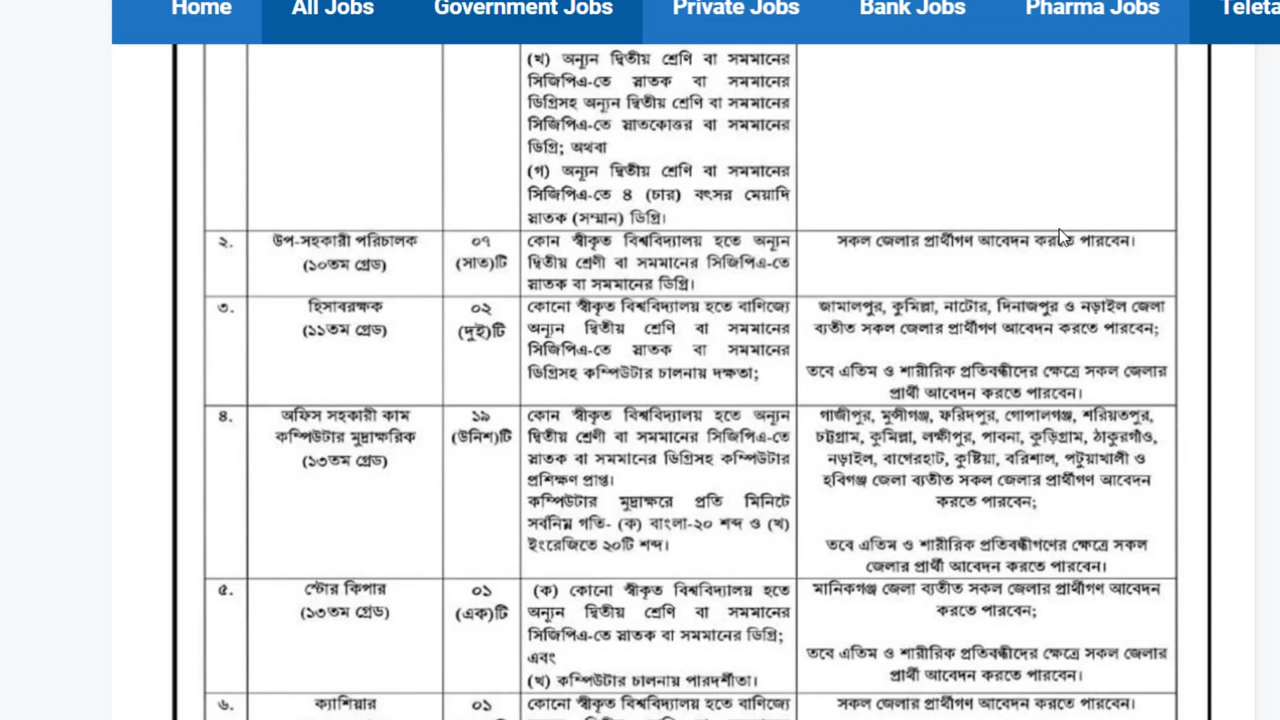 Home All Jobs Government Jobs Private Jobs Bank Jobs Pharma Jobs Teleta
(খ) অন্যূন দ্বিতীয় শ্রেণি বা সমমানের
সিজিপিএ-তে স্নাতক বা সমমানের
ডিগ্রিসহ অন্যূন দ্বিতীয় শ্রেণি বা সমমানের
সিজিপিএ-তে স্নাতকোত্তর বা সমমানের
ডিগ্রি; অথবা
(গ) অন্যূন দ্বিতীয় শ্রেণি বা সমমানের
সিজিপিএ-তে ৪ (চার) বৎসর মেয়াদি
স্নাতক (সম্মান) ডিগ্রি।
২.
উপ-সহকারী পরিচালক
(১০তম গ্রেড)
০৭
(সাত)টি
কোন স্বীকৃত বিশ্ববিদ্যালয় হতে অন্যূন
দ্বিতীয় শ্রেণী বা সমমানের সিজিপিএ-তে
স্নাতক বা সমমানের ডিগ্রি।
সকল জেলার প্রার্থীগণ আবেদন করতে পারবেন।
৩.
হিসাবরক্ষক
(১১তম গ্রেড)
০২
(দুই)টি
কোনো স্বীকৃত বিশ্ববিদ্যালয় হতে বাণিজ্যে
অন্যূন দ্বিতীয় শ্রেণি বা সমমানের
সিজিপিএ-তে স্নাতক বা সমমানের
ডিগ্রিসহ কম্পিউটার চালনায় দক্ষতা;
জামালপুর, কুমিল্লা, নাটোর, দিনাজপুর ও নড়াইল জেলা
ব্যতীত সকল জেলার প্রার্থীগণ আবেদন করতে পারবেন;
তবে এতিম ও শারীরিক প্রতিবন্ধীদের ক্ষেত্রে সকল জেলার
প্রার্থী আবেদন করতে পারবেন।
৪.
অফিস সহকারী কাম
কম্পিউটার মুদ্রাক্ষরিক
(১৩তম গ্রেড)
১৯
(উনিশ)টি
কোন স্বীকৃত বিশ্ববিদ্যালয় হতে অন্যূন
দ্বিতীয় শ্রেণী বা সমমানের সিজিপিএ-তে
স্নাতক বা সমমানের ডিগ্রিসহ কম্পিউটার
প্রশিক্ষণ প্রাপ্ত।
কম্পিউটার মুদ্রাক্ষরে প্রতি মিনিটে
সর্বনিম্ন গতি- (ক) বাংলা-২০ শব্দ ও (খ)
ইংরেজিতে ২০টি শব্দ।
গাজীপুর, মুন্সীগঞ্জ, ফরিদপুর, গোপালগঞ্জ, শরিয়তপুর,
চট্টগ্রাম, কুমিল্লা, লক্ষীপুর, পাবনা, কুড়িগ্রাম, ঠাকুরগাঁও,
নড়াইল, বাগেরহাট, কুষ্টিয়া, বরিশাল, পটুয়াখালী ও
হবিগঞ্জ জেলা ব্যতীত সকল জেলার প্রার্থীগণ আবেদন
করতে পারবেন;
তবে এতিম ও শারীরিক প্রতিবন্ধীগণের ক্ষেত্রে সকল
জেলার প্রার্থী আবেদন করতে পারবেন।
৫.
স্টোর কিপার
(১৩তম গ্রেড)
০১
(এক)টি
(ক) কোনো স্বীকৃত বিশ্ববিদ্যালয় হতে
অন্যূন দ্বিতীয় শ্রেণি বা সমমানের
সিজিপিএ-তে স্নাতক বা সমমানের ডিগ্রি;
এবং
(খ) কম্পিউটার চালনায় পারদর্শীতা।
মানিকগঞ্জ জেলা ব্যতীত সকল জেলার প্রার্থীগণ আবেদন
করতে পারবেন;
তবে এতিম ও শারীরিক প্রতিবন্ধীদের ক্ষেত্রে সকল জেলার
প্রার্থী আবেদন করতে পারবেন।
৬.
ক্যাশিয়ার
০১
কোনো স্বীকৃত বিশ্ববিদ্যালয় হতে বাণিজ্যে
সকল জেলার প্রার্থীগণ আবেদন করতে পারবেন।